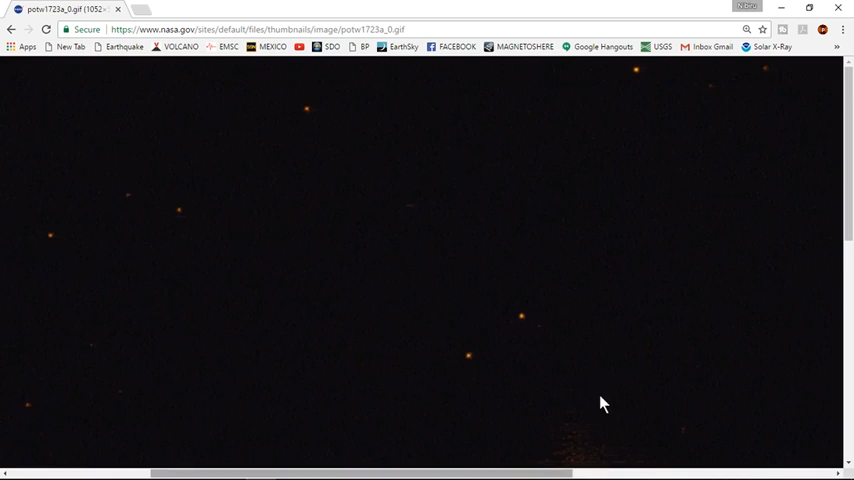 potw1723a_0.gif (1052×
Nibiru
Secure
https://www.nasa.gov/sites/default/files/thumbnails/image/potw1723a_0.gif
Apps New Tab Earthquake VOLCANO EMSC MEXICO SDO BP EarthSky FACEBOOK MAGNETOSHERE Google Hangouts USGS Inbox Gmail Solar X-Ray »